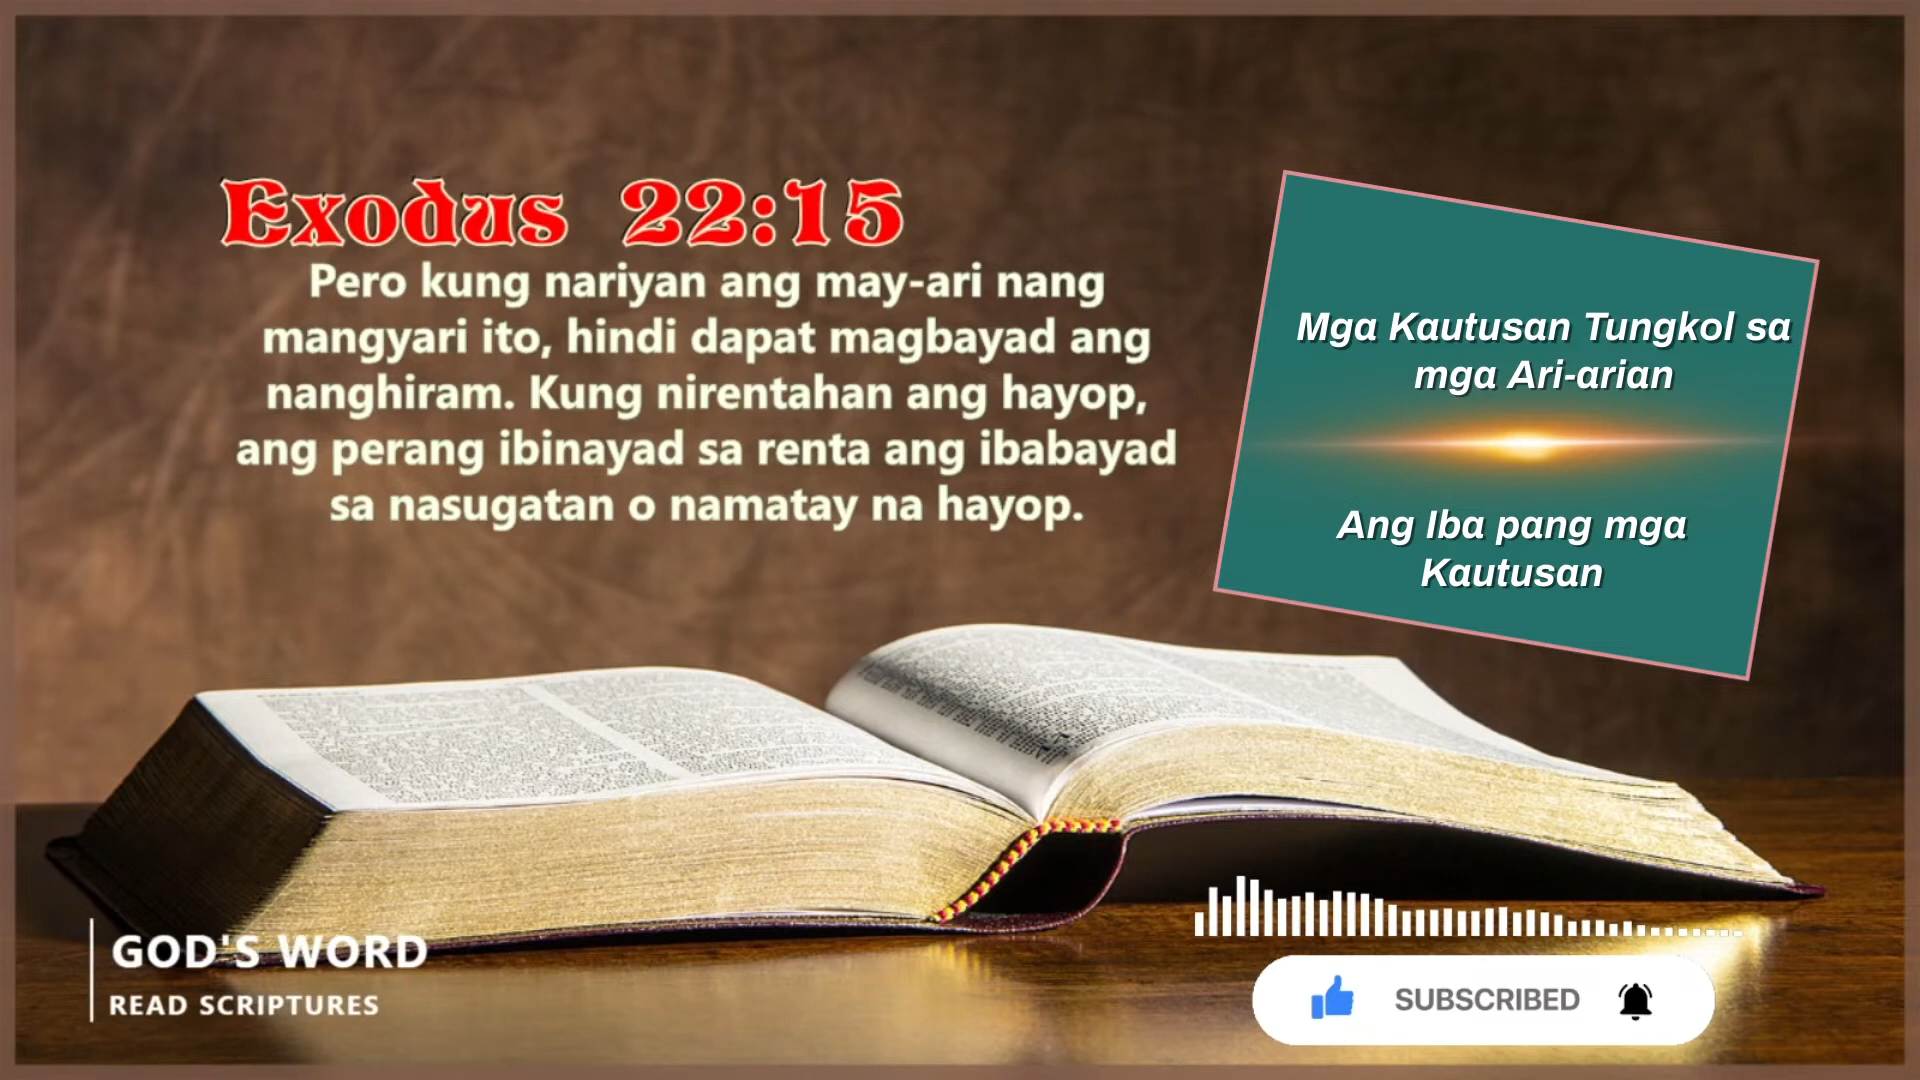 Exodus 22:15
Pero kung nariyan ang may-ari nang
mangyari ito, hindi dapat magbayad ang
nanghiram. Kung nirentahan ang hayop,
ang perang ibinayad sa renta ang ibabayad
sa nasugatan o namatay na hayop.
Mga Kautusan Tungkol sa
mga Ari-arian
Ang Iba pang mga
Kautusan
GOD'S WORD
READ SCRIPTURES
SUBSCRIBED